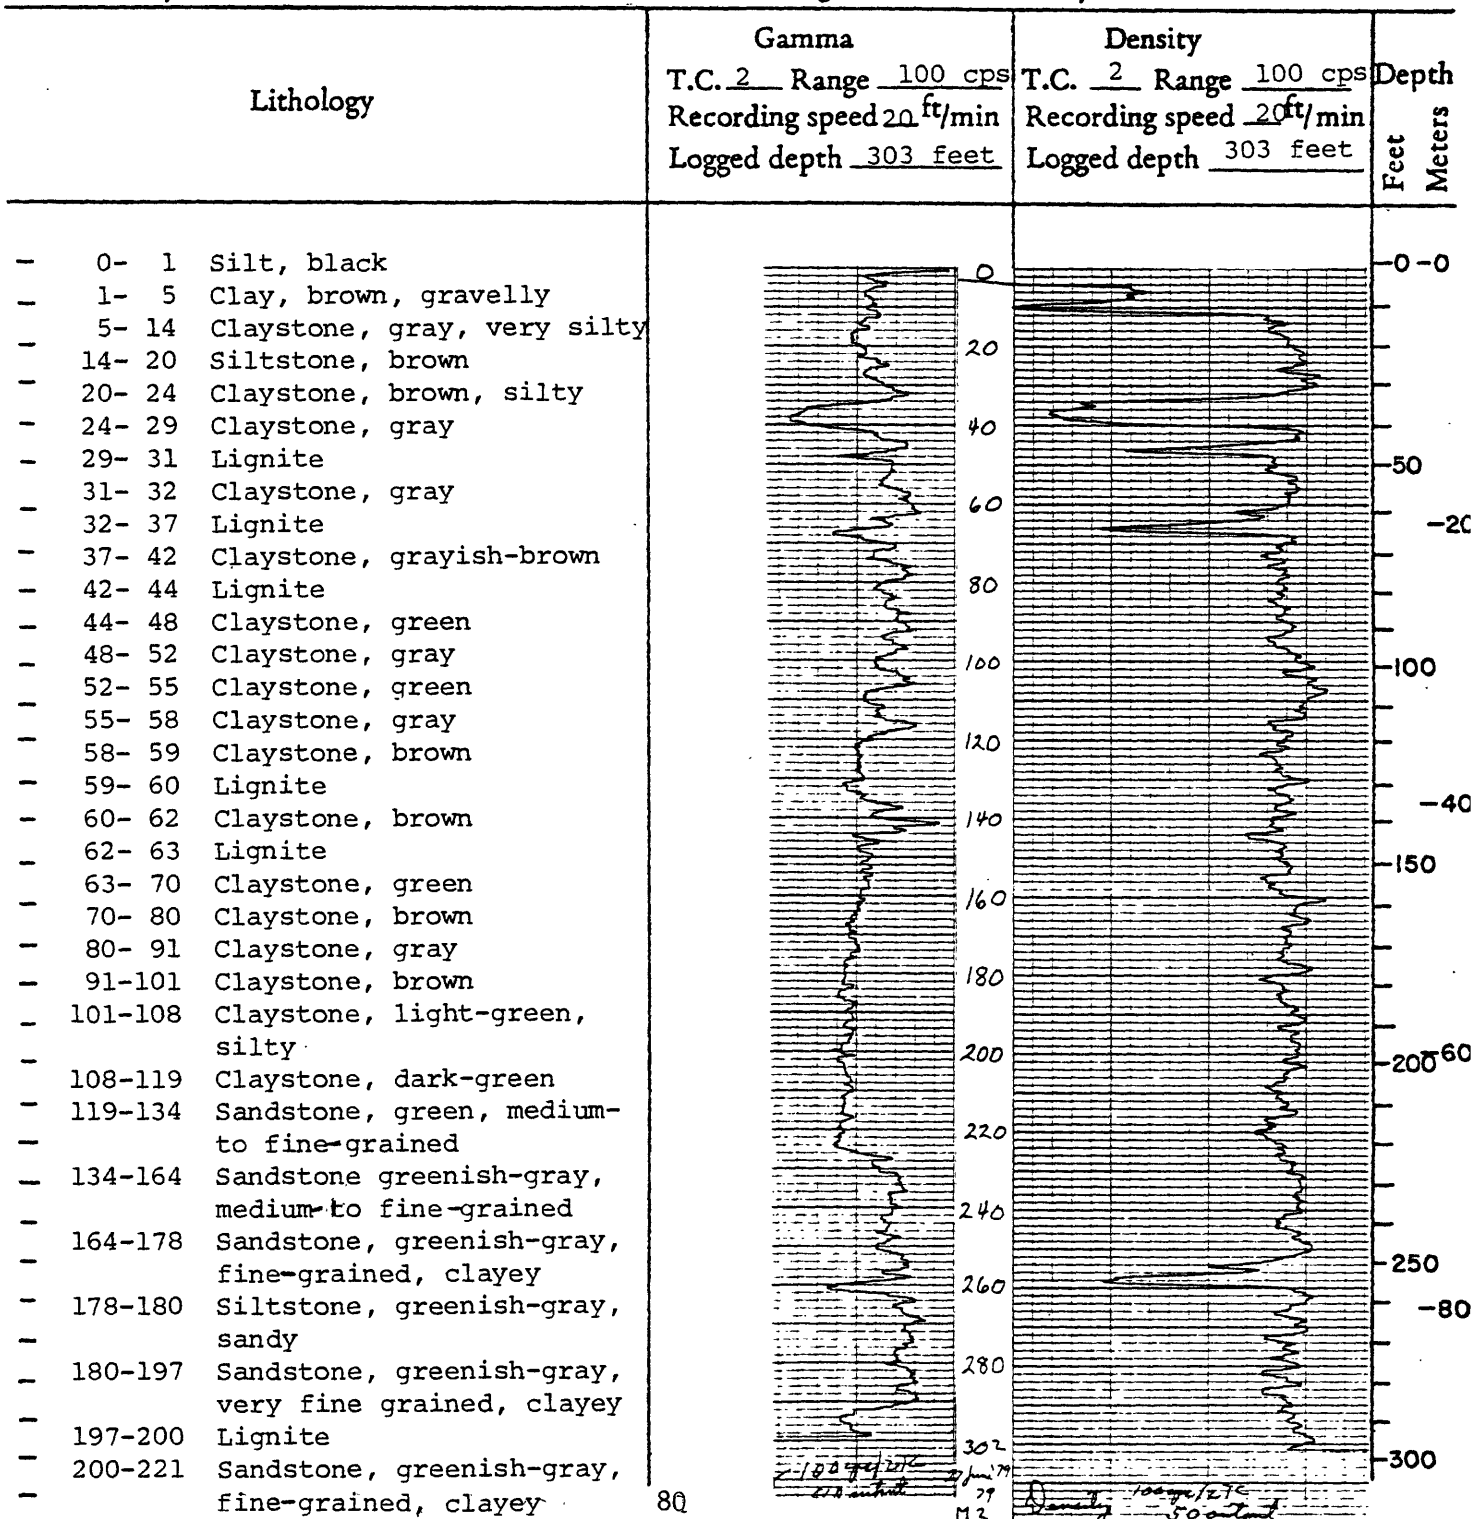 Gamma
T.C. 2 Range 100 cps
Recording speed 20 ft/min
Logged depth 303 feet
Density
T.C. 2 Range 100 cps
Recording speed 20 ft/min
Logged depth 303 feet
Depth
Feet
Meters
Lithology
0- 1 Silt, black
1- 5 Clay, brown, gravelly
5- 14 Claystone, gray, very silty
14- 20 Siltstone, brown
20- 24 Claystone, brown, silty
24- 29 Claystone, gray
29- 31 Lignite
31- 32 Claystone, gray
32- 37 Lignite
37- 42 Claystone, grayish-brown
42- 44 Lignite
44- 48 Claystone, green
48- 52 Claystone, gray
52- 55 Claystone, green
55- 58 Claystone, gray
58- 59 Claystone, brown
59- 60 Lignite
60- 62 Claystone, brown
62- 63 Lignite
63- 70 Claystone, green
70- 80 Claystone, brown
80- 91 Claystone, gray
91-101 Claystone, brown
101-108 Claystone, light-green,
silty
108-119 Claystone, dark-green
119-134 Sandstone, green, medium-
to fine-grained
134-164 Sandstone greenish-gray,
medium-to fine-grained
164-178 Sandstone, greenish-gray,
fine-grained, clayey
178-180 Siltstone, greenish-gray,
sandy
180-197 Sandstone, greenish-gray,
very fine grained, clayey
197-200 Lignite
200-221 Sandstone, greenish-gray,
fine-grained, clayey
0
20
40
60
80
100
120
140
160
180
200
220
240
260
280
302
-0 -0
-50
-20
-100
-40
-150
-200
-60
-250
-80
-300
80
79
Density
50